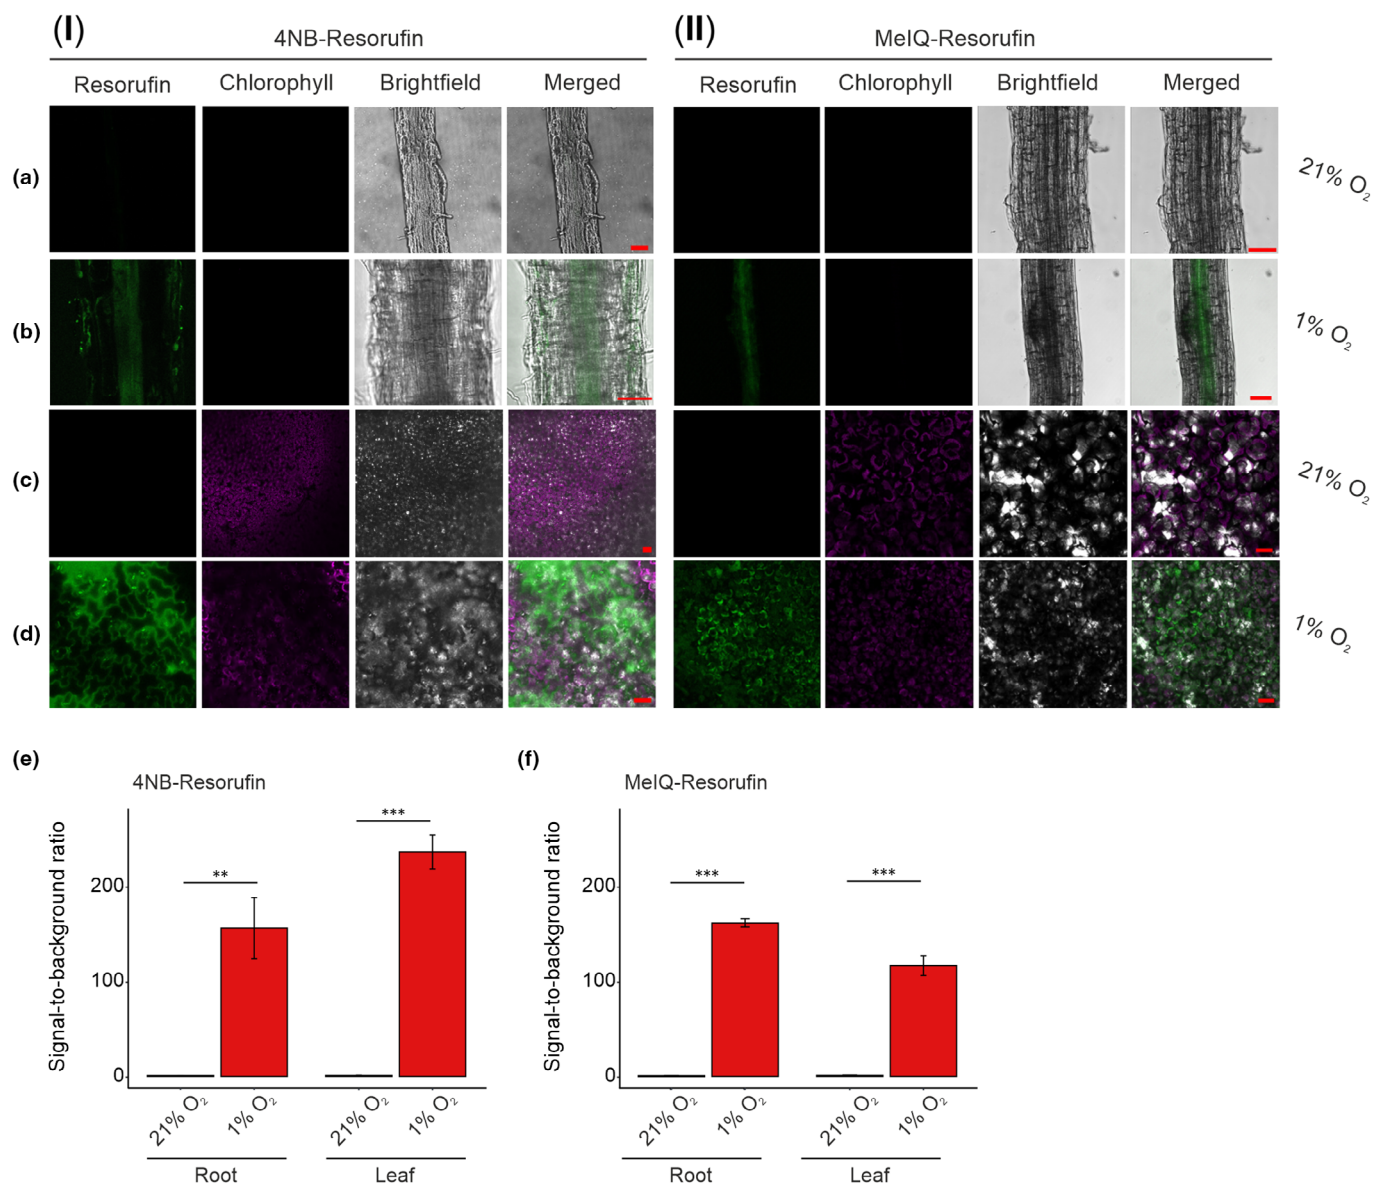 (I)
4NB-Resorufin
Resorufin Chlorophyll Brightfield Merged
(II)
MeIQ-Resorufin
Resorufin Chlorophyll Brightfield Merged
(a)
21% O2
(b)
1% O2
(c)
21% O2
(d)
1% O2
(e)
4NB-Resorufin
Signal-to-background ratio
200
100
0
**
***
21% O2 1% O2 21% O2 1% O2
Root Leaf
(f)
MeIQ-Resorufin
Signal-to-background ratio
200
100
0
***
***
21% O2 1% O2 21% O2 1% O2
Root Leaf